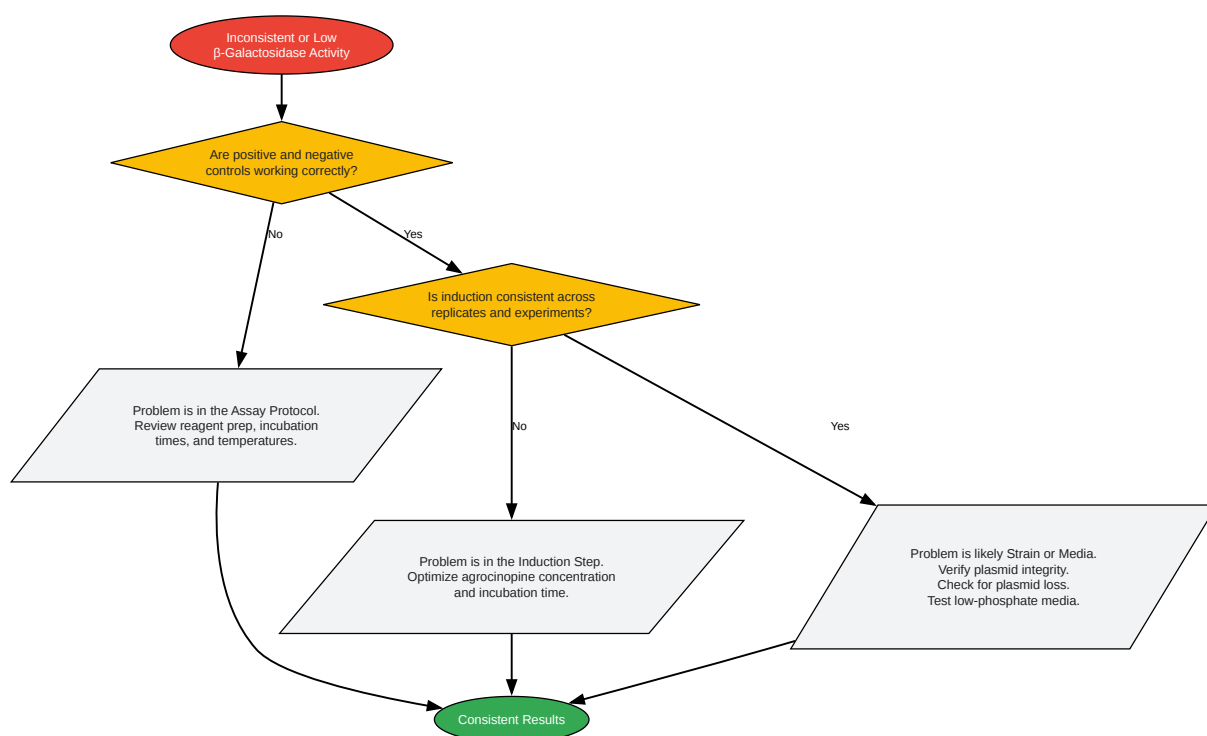 Inconsistent or Low
β-Galactosidase Activity
Are positive and negative
controls working correctly?
No
Yes
Is induction consistent across
replicates and experiments?
Problem is in the Assay Protocol.
Review reagent prep, incubation
times, and temperatures.
No
Yes
Problem is in the Induction Step.
Optimize agrocinopine concentration
and incubation time.
Problem is likely Strain or Media.
Verify plasmid integrity.
Check for plasmid loss.
Test low-phosphate media.
Consistent Results